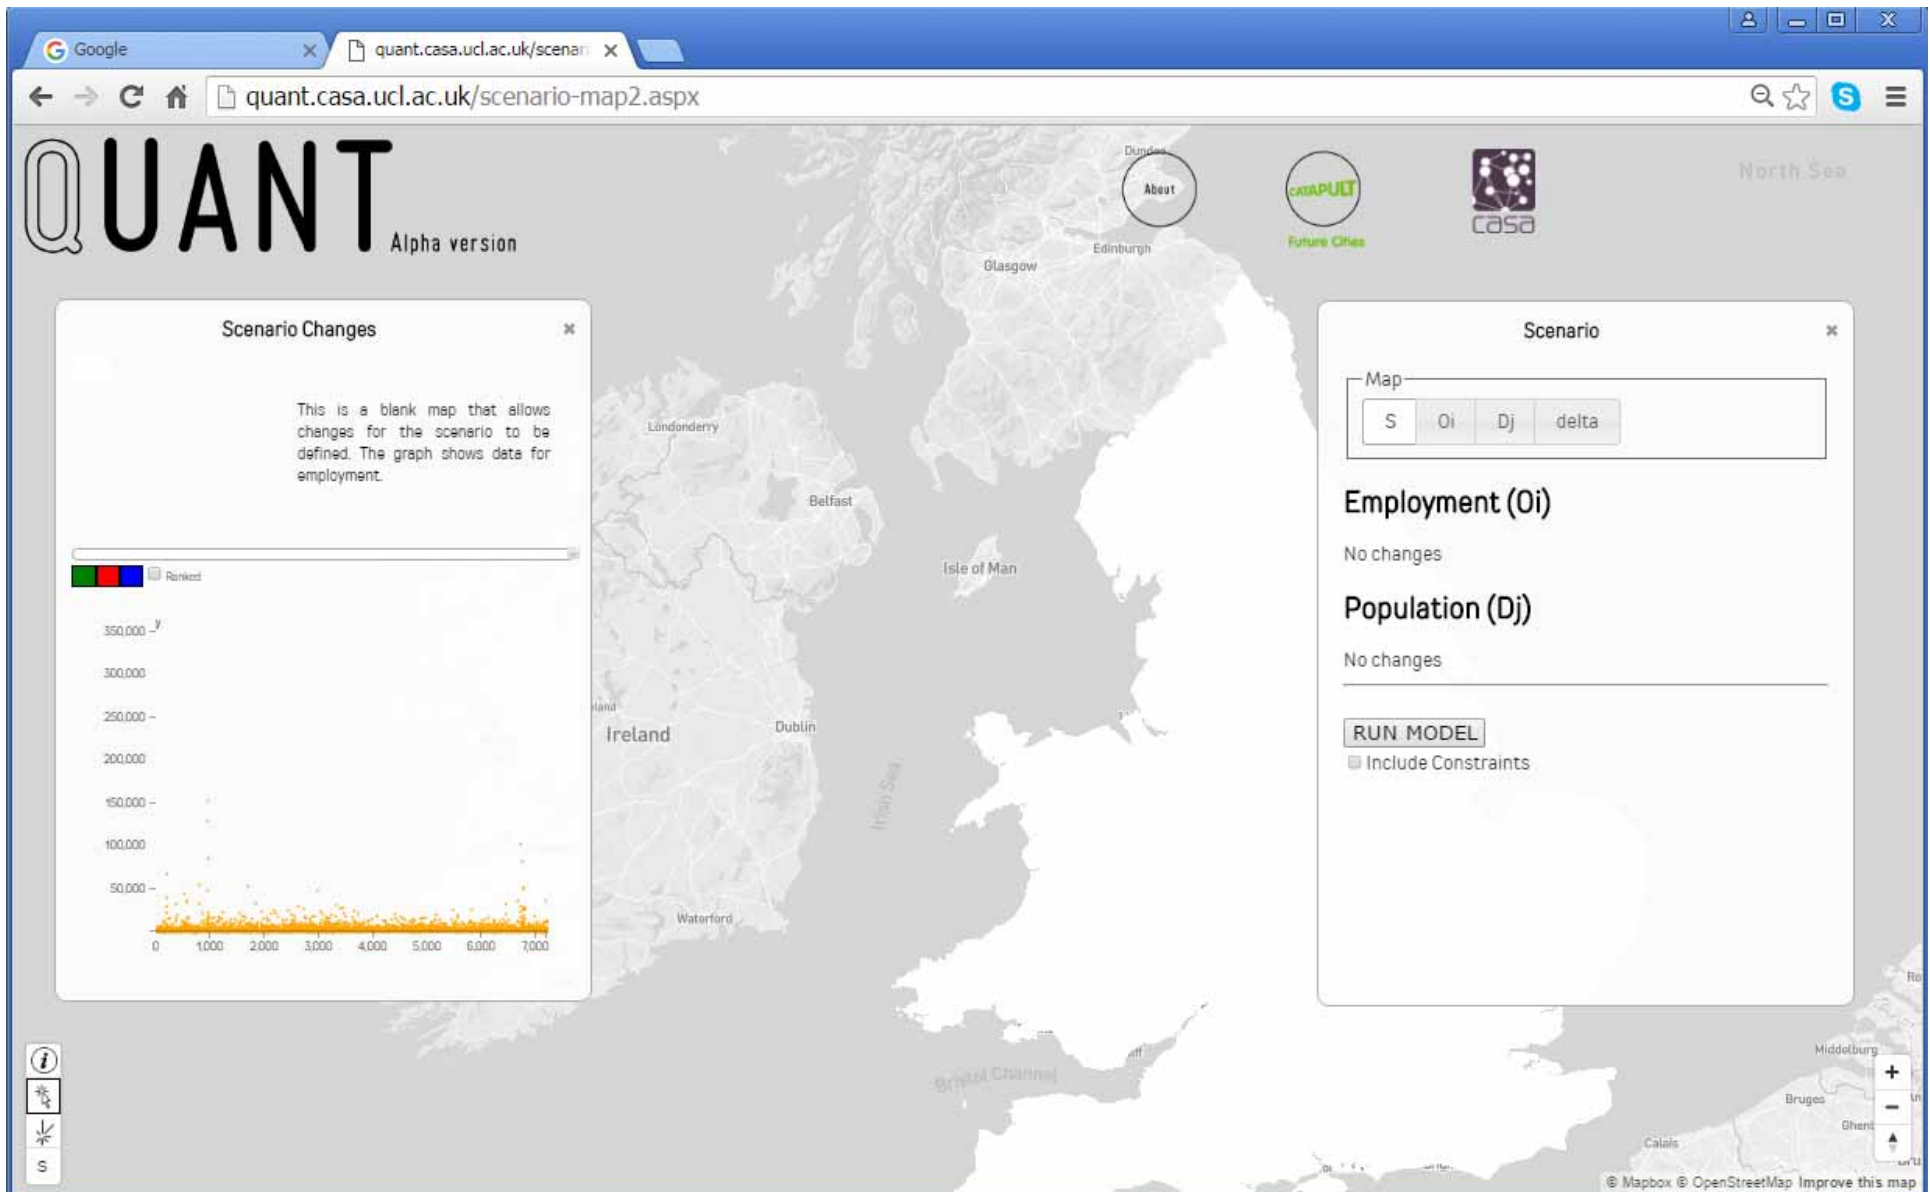 Google
quant.casa.ucl.ac.uk/scenar
quant.casa.ucl.ac.uk/scenario-map2.aspx
QUANT
Alpha version
About
CATAPULT
Future Cities
casa
North Sea
Dundee
Edinburgh
Glasgow
Londonderry
Belfast
Isle of Man
Ireland
Dublin
Irish Sea
Waterford
Bristol Channel
Scenario Changes
This is a blank map that allows
changes for the scenario to be
defined. The graph shows data for
employment.
Ranked
y
350,000
300,000
250,000
200,000
150,000
100,000
50,000
0 1,000 2,000 3,000 4,000 5,000 6,000 7,000
Scenario
Map
S Oi Dj delta
Employment (Oi)
No changes
Population (Dj)
No changes
RUN MODEL
Include Constraints
i
S
Middelburg
Bruges
Ghent
Calais
+
−
© Mapbox © OpenStreetMap Improve this map